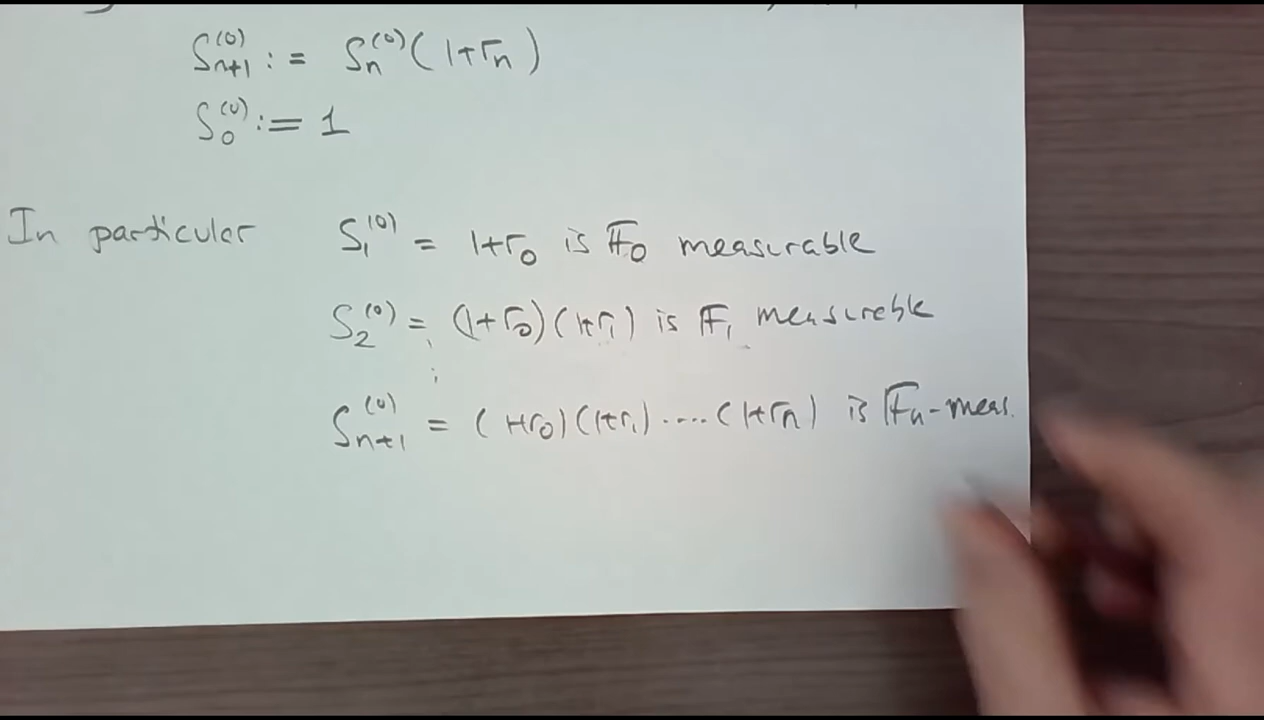 S_{n+1}^{(0)} := S_n^{(0)} (1+r_n)
S_0^{(0)} := 1
In particular S_1^{(0)} = 1+r_0 is F_0 measurable
S_2^{(0)} = (1+r_0)(1+r_1) is F_1 measurable
S_{n+1}^{(0)} = (1+r_0)(1+r_1) .... (1+r_n) is F_n-meas.